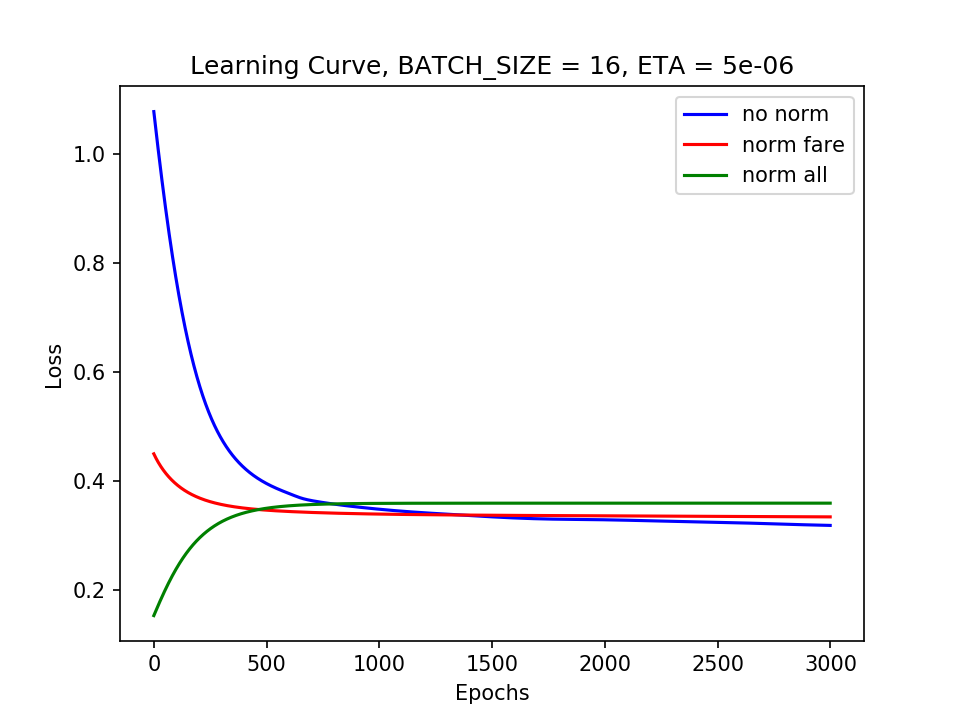 Learning Curve, BATCH_SIZE = 16, ETA = 5e-06
no norm
norm fare
norm all
Loss
1.0
0.8
0.6
0.4
0.2
0 500 1000 1500 2000 2500 3000
Epochs